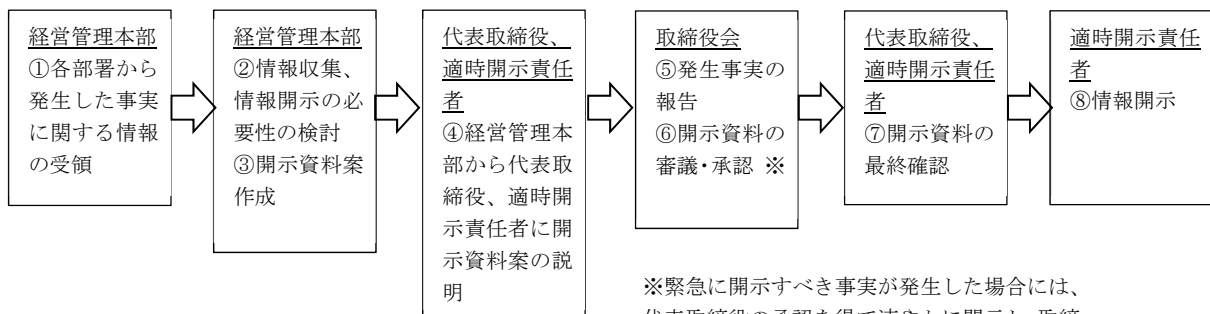 経営管理本部
①各部署から
発生した事実
に関する情報
の受領
経営管理本部
②情報収集、
情報開示の必
要性の検討
③開示資料案
作成
代表取締役、
適時開示責任
者
④経営管理本
部から代表取
締役、適時開
示責任者に開
示資料案の説
明
取締役会
⑤発生事実の
報告
⑥開示資料の
審議・承認 ※
代表取締役、
適時開示責任
者
⑦開示資料の
最終確認
適時開示責任
者
⑧情報開示
※緊急に開示すべき事実が発生した場合には、